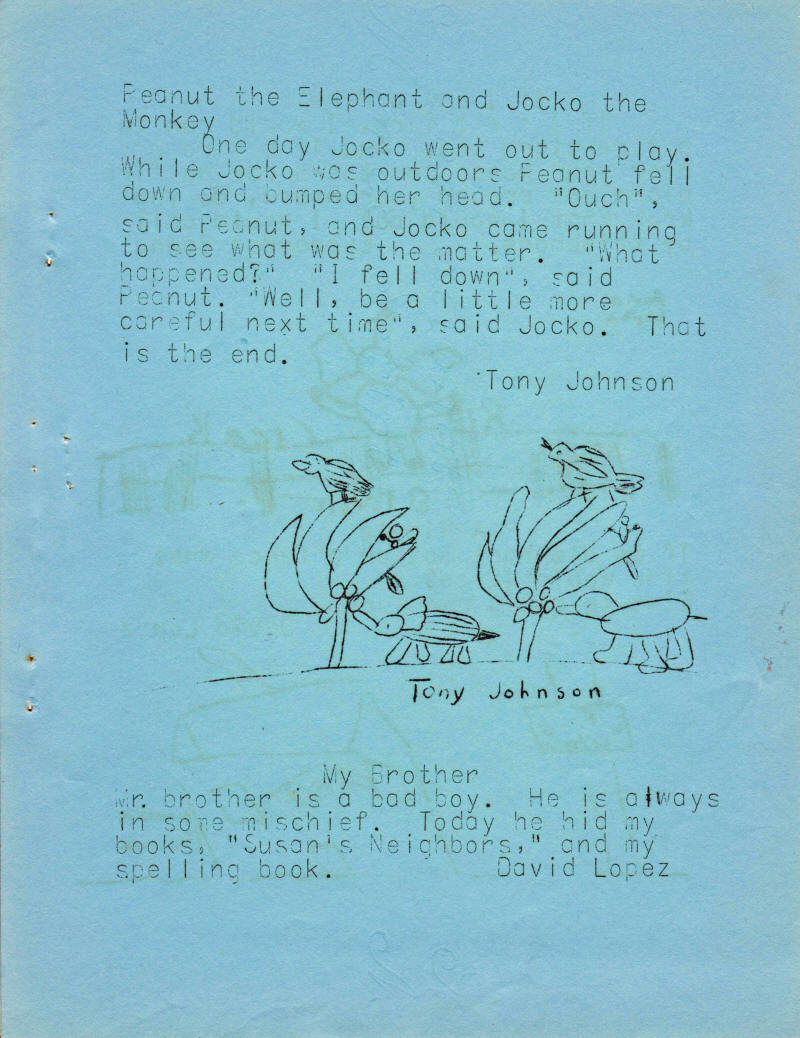 Peanut the Elephant and Jocko the
Monkey
One day Jocko went out to play.
While Jocko was outdoors Peanut fell
down and bumped her head. "Ouch",
said Peanut, and Jocko came running
to see what was the matter. "What
happened?" "I fell down", said
Peanut. "Well, be a little more
careful next time", said Jocko. That
is the end.
Tony Johnson
Tony Johnson
My Brother
Mr. brother is a bad boy. He is always
in some mischief. Today he hid my
books, "Susan's Neighbors," and my
spelling book. David Lopez